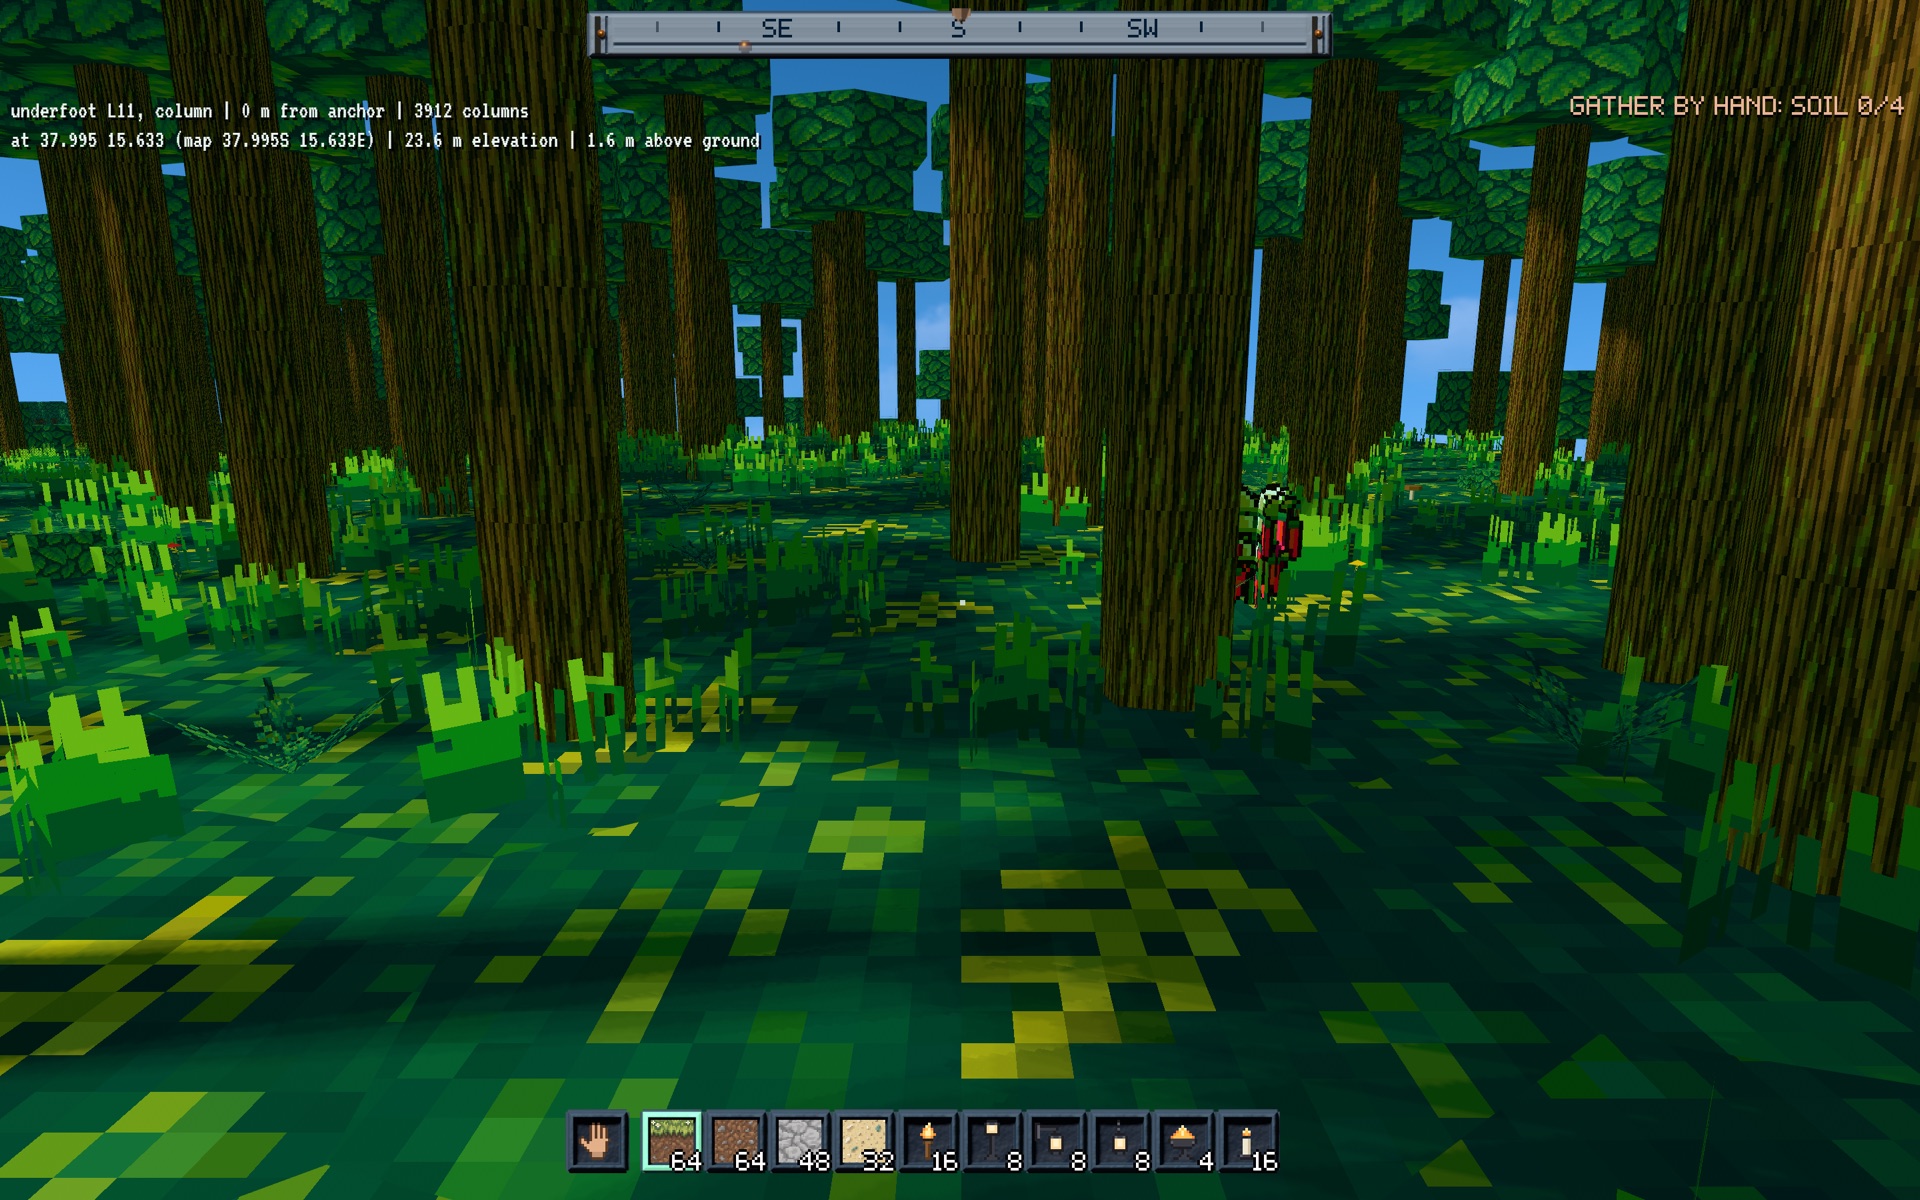 SE S SW
underfoot L11, column | 0 m from anchor | 3912 columns
GATHER BY HAND: SOIL 0/4
at 37.995 15.633 (map 37.995S 15.633E) | 23.6 m elevation | 1.6 m above ground
64 64 48 32 16 8 8 8 4 16